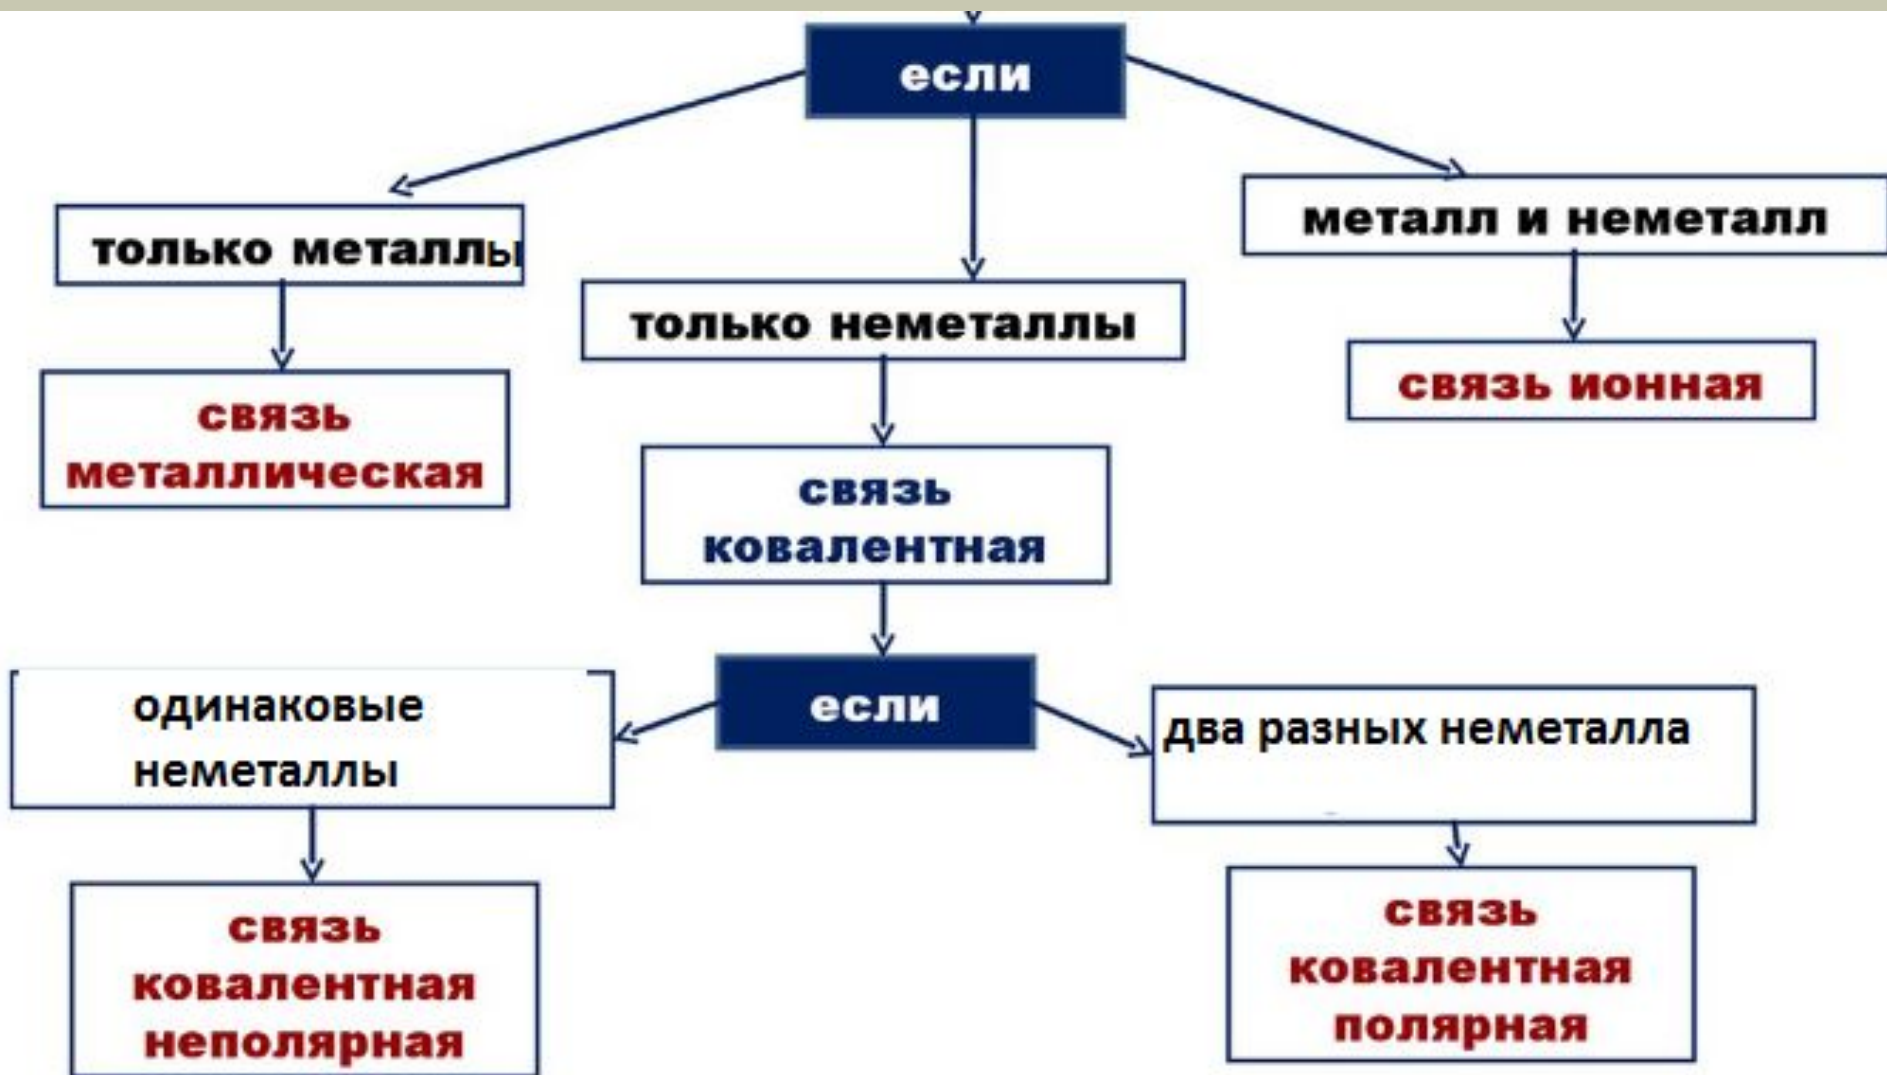 если
только металлы
металл и неметалл
только неметаллы
связь ионная
связь
металлическая
связь
ковалентная
если
одинаковые
неметаллы
два разных неметалла
связь
ковалентная
неполярная
связь
ковалентная
полярная